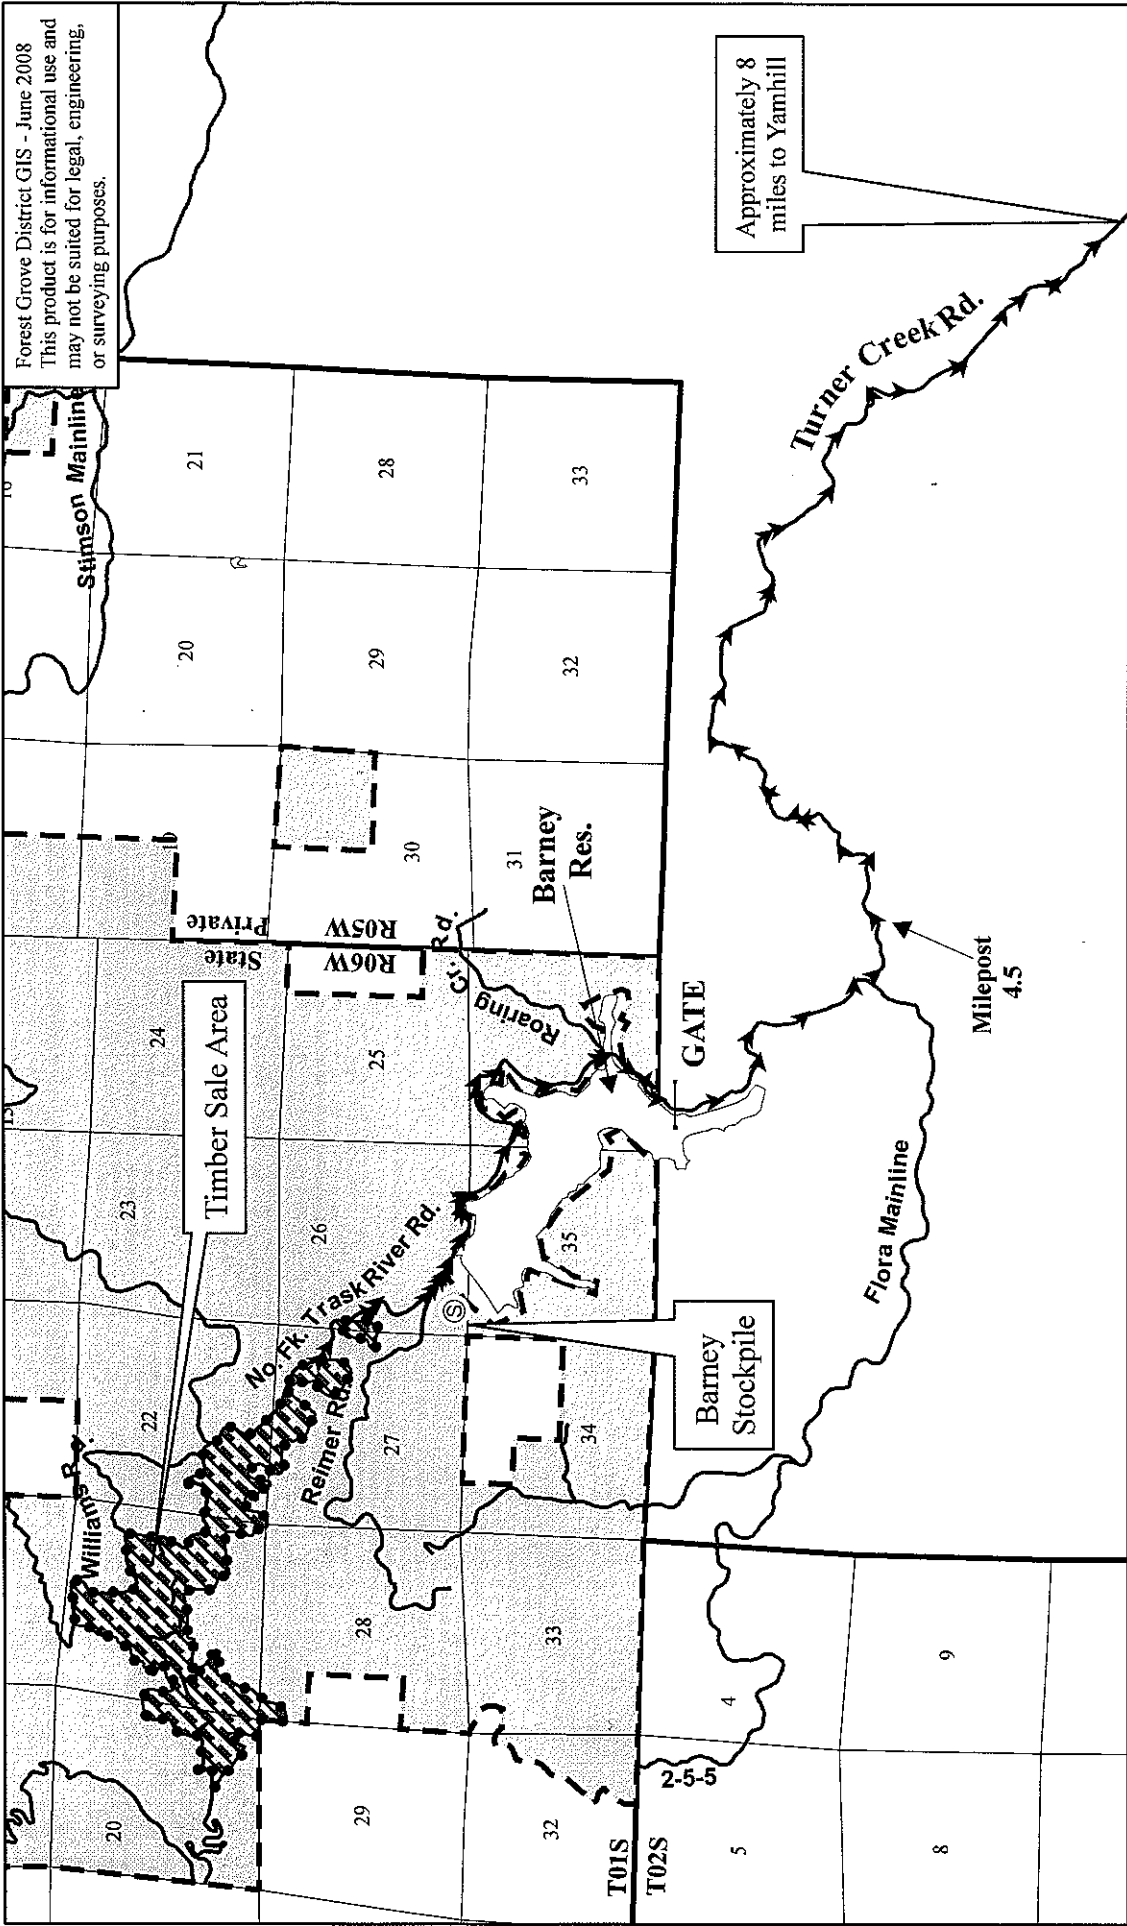 Forest Grove District GIS - June 2008
This product is for informational use and
may not be suited for legal, engineering,
or surveying purposes.
Stimson Mainline
21
28
33
20
29
32
30
31
Private
State
R05W
R06W
Barney
Res.
Roaring Cr. Rd.
GATE
Timber Sale Area
24
25
23
26
No. Fk. Trask River Rd.
22
Williams
Reimer Rd.
27
35
34
S
Barney
Stockpile
28
33
20
29
32
T01S
T02S
2-5-5
4
9
5
8
Flora Mainline
Milepost
4.5
Turner Creek Rd.
Approximately 8
miles to Yamhill